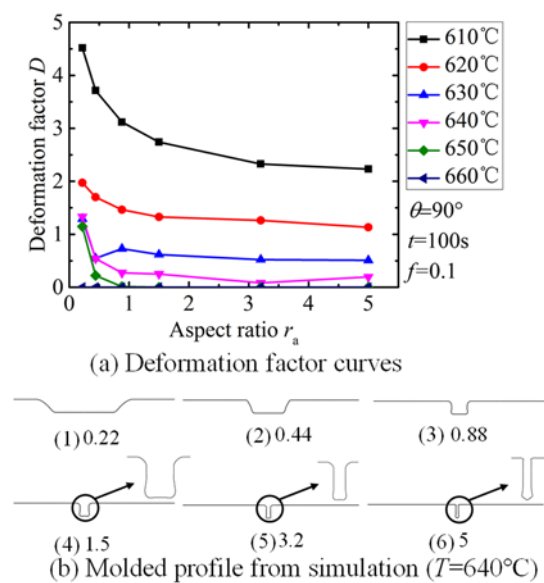 5
4
3
2
1
0
Deformation factor D
0 1 2 3 4 5
Aspect ratio rₐ
610℃
620℃
630℃
640℃
650℃
660℃
θ=90°
t=100s
f=0.1
(a) Deformation factor curves
(1) 0.22
(2) 0.44
(3) 0.88
(4) 1.5
(5) 3.2
(6) 5
(b) Molded profile from simulation (T=640℃)